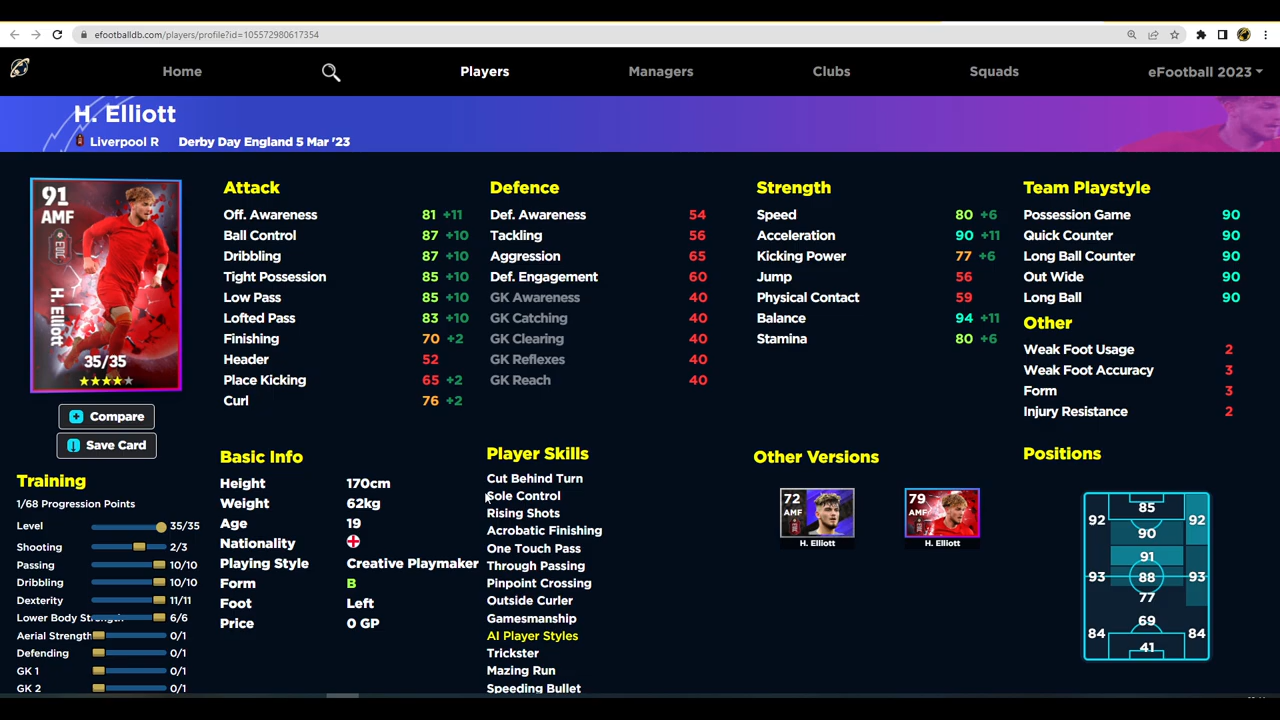 efootballdb.com/players/profile?id=105572980617354
Home
Players
Managers
Clubs
Squads
eFootball 2023
H. Elliott
Liverpool R
Derby Day England 5 Mar '23
91
AMF
H. Elliott
35/35
Compare
Save Card
Training
1/68 Progression Points
Level 35/35
Shooting 2/3
Passing 10/10
Dribbling 10/10
Dexterity 11/11
Lower Body Strength 6/6
Aerial Strength 0/1
Defending 0/1
GK 1 0/1
GK 2 0/1
Attack
Off. Awareness 81 +11
Ball Control 87 +10
Dribbling 87 +10
Tight Possession 85 +10
Low Pass 85 +10
Lofted Pass 83 +10
Finishing 70 +2
Header 52
Place Kicking 65 +2
Curl 76 +2
Defence
Def. Awareness 54
Tackling 56
Aggression 65
Def. Engagement 60
GK Awareness 40
GK Catching 40
GK Clearing 40
GK Reflexes 40
GK Reach 40
Strength
Speed 80 +6
Acceleration 90 +11
Kicking Power 77 +6
Jump 56
Physical Contact 59
Balance 94 +11
Stamina 80 +6
Team Playstyle
Possession Game 90
Quick Counter 90
Long Ball Counter 90
Out Wide 90
Long Ball 90
Other
Weak Foot Usage 2
Weak Foot Accuracy 3
Form 3
Injury Resistance 2
Basic Info
Height 170cm
Weight 62kg
Age 19
Nationality
Playing Style Creative Playmaker
Form B
Foot Left
Price 0 GP
Player Skills
Cut Behind Turn
Sole Control
Rising Shots
Acrobatic Finishing
One Touch Pass
Through Passing
Pinpoint Crossing
Outside Curler
Gamesmanship
AI Player Styles
Trickster
Mazing Run
Speeding Bullet
Other Versions
72
AMF
H. Elliott
79
AMF
H. Elliott
Positions
85
92 92
90
91
93 88 93
77
69
84 84
41